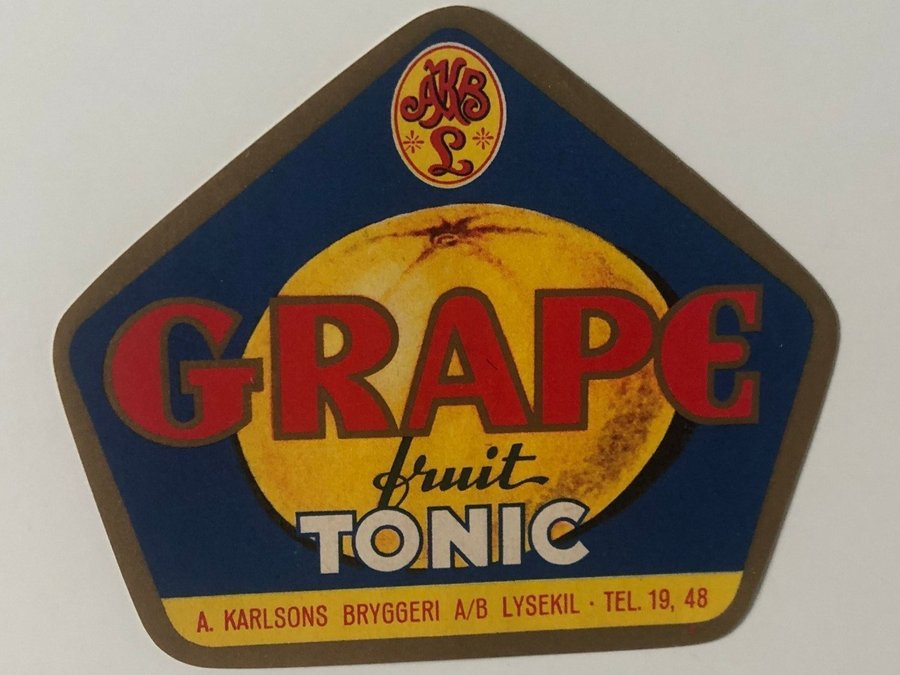 AKB
L
GRAPE
fruit
TONIC
A. KARLSONS BRYGGERI A/B LYSEKIL · TEL. 19, 48